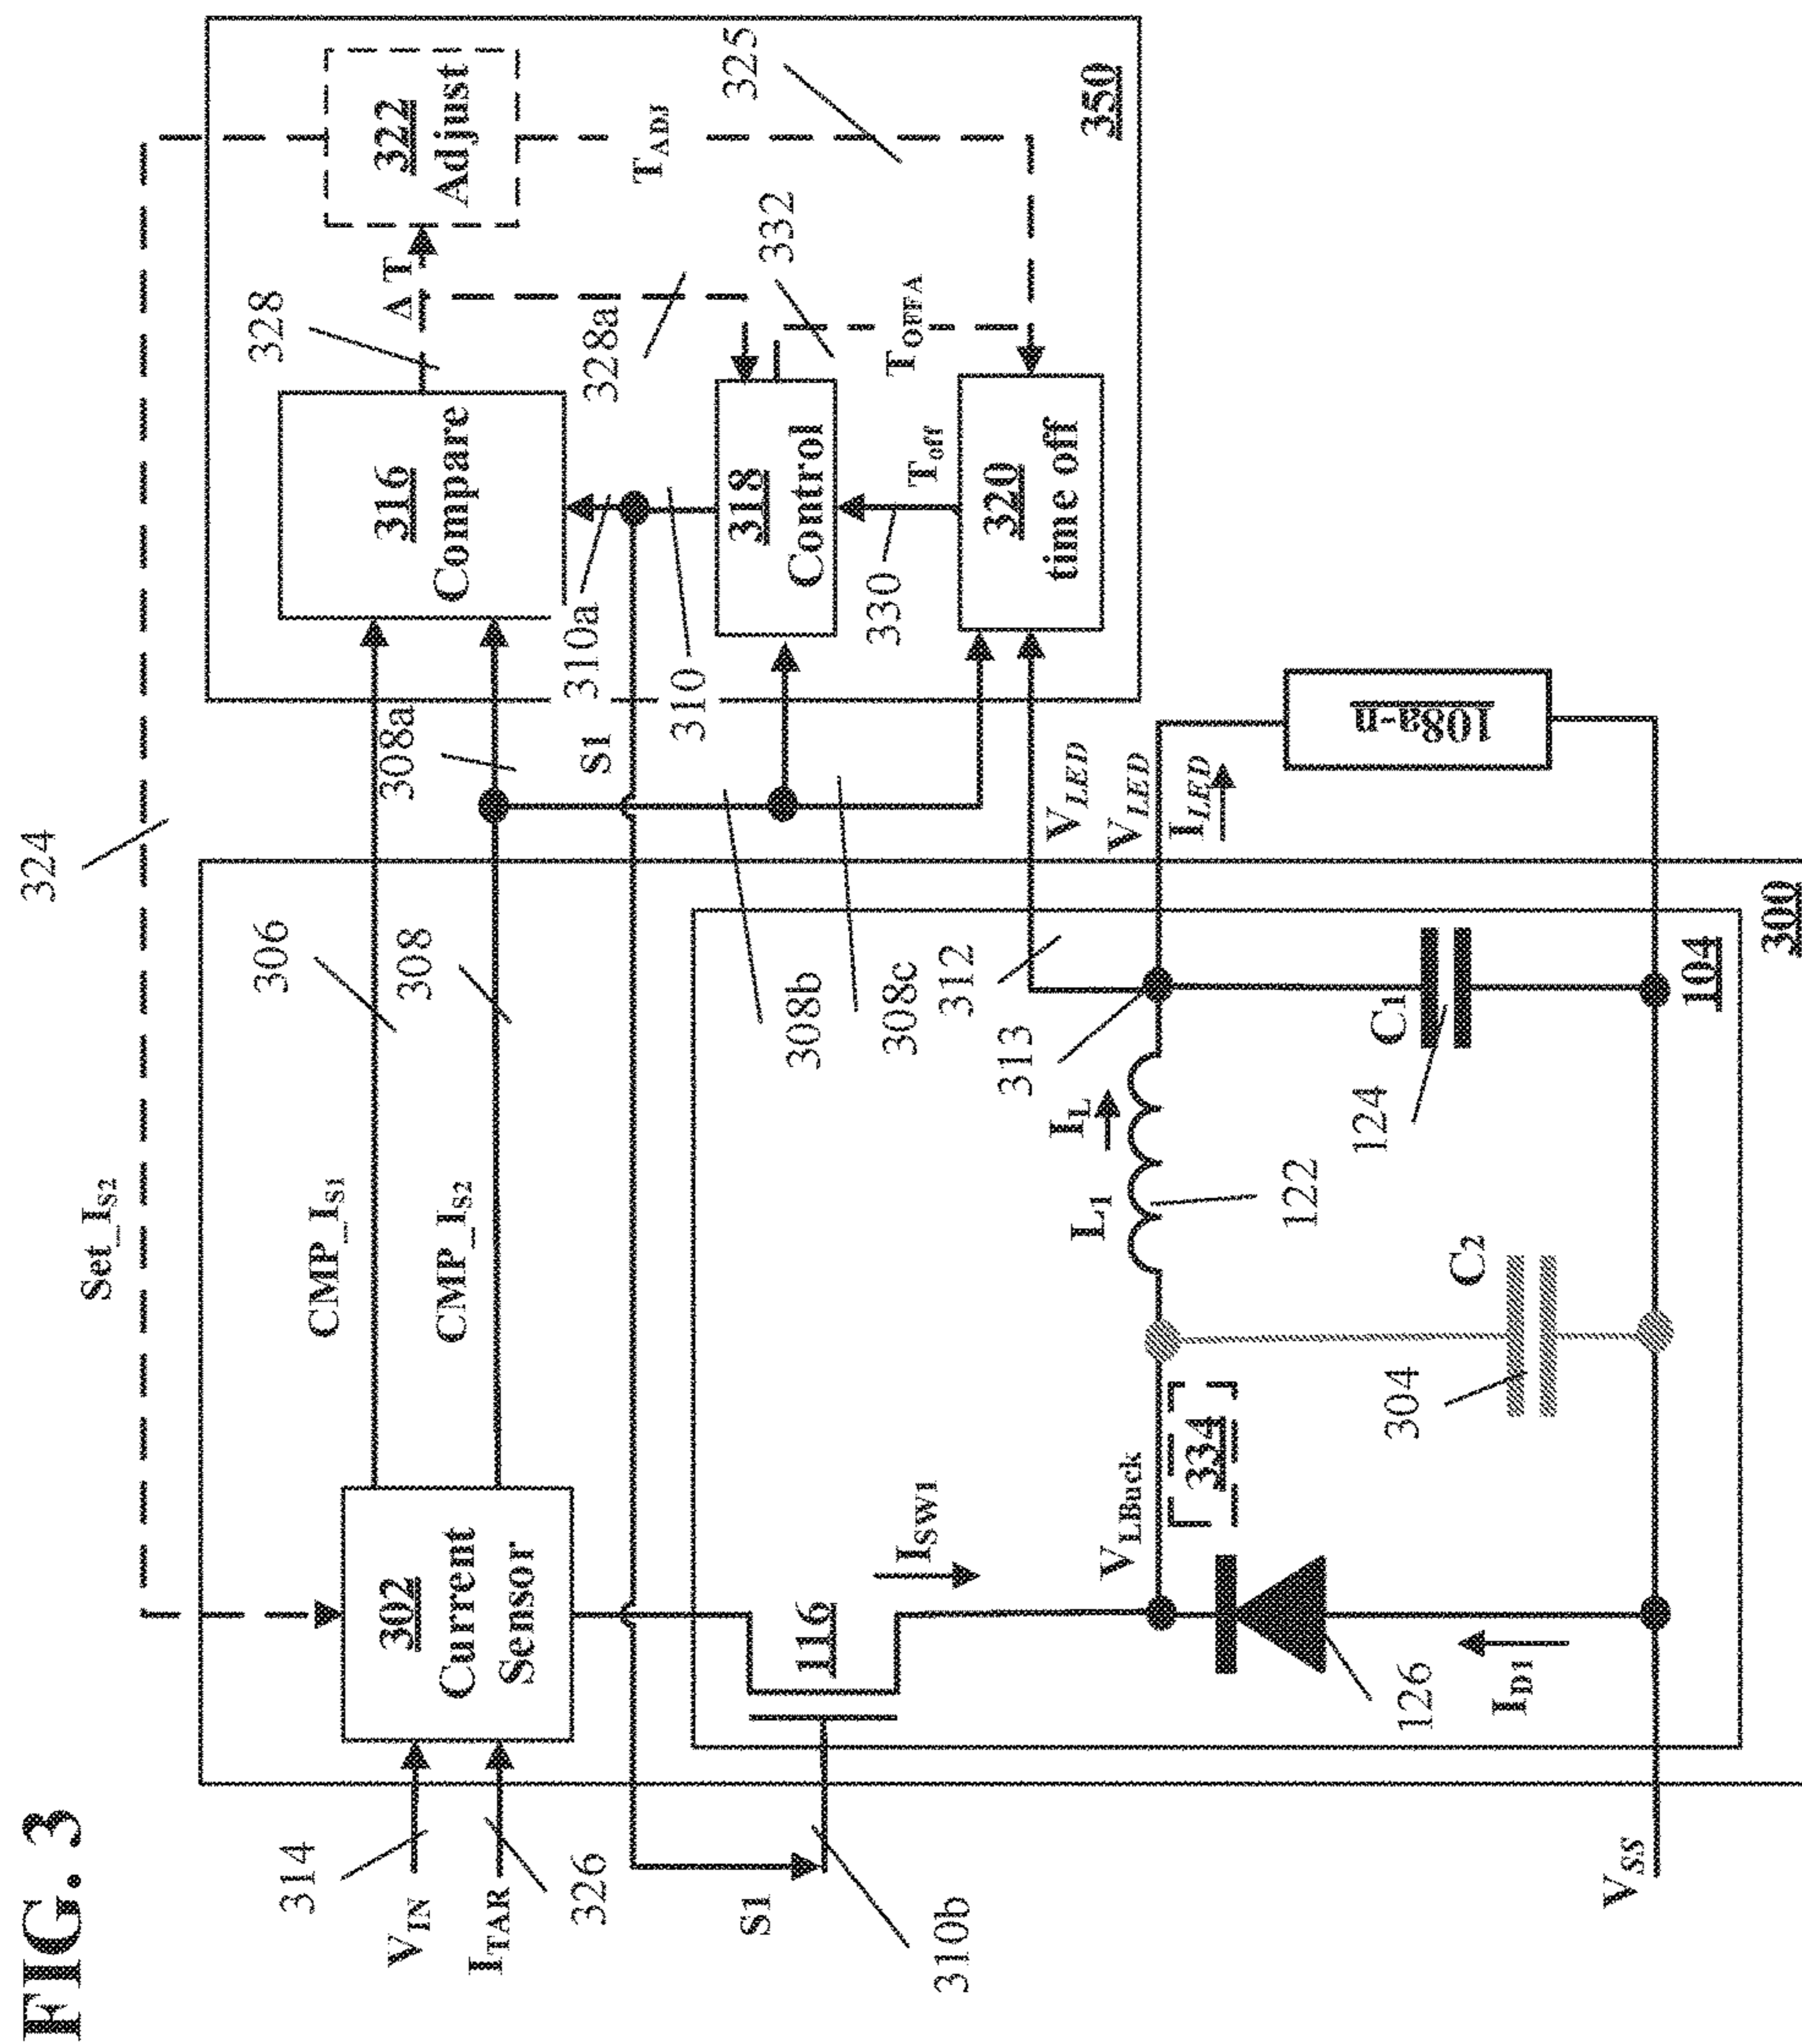 FIG. 3
324
Set_IS2
314
VIN
ITAR
326
302
Current
Sensor
CMP_IS1
CMP_IS2
306
308
308a
S1
316
Compare
328
Δ T
322
Adjust
310a
310
328a
TADJ
325
318
Control
332
TOFFA
330
Toff
320
time off
350
S1
310b
116
ISW1
308b
308c
312
313
VLED
VLED
ILED
108a-n
VLBuck
334
L1
IL
122
C1
124
C2
304
126
ID1
VSS
104
300